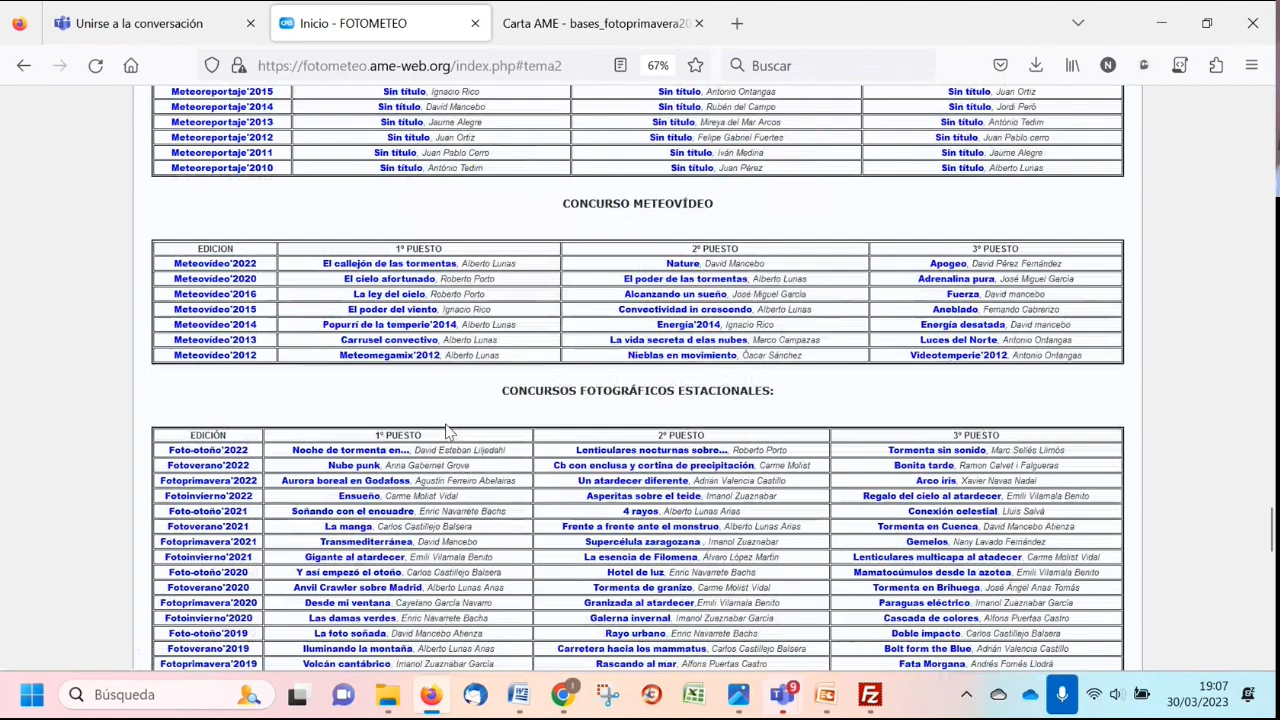 Unirse a la conversación
Inicio - FOTOMETEO
Carta AME - bases_fotoprimavera20
https://fotometeo.ame-web.org/index.php#tema2
67%
Buscar
Meteoreportaje'2015 Sin título, Ignacio Rico Sin título, Antonio Ontangas Sin título, Juan Ortiz
Meteoreportaje'2014 Sin título, David Mancebo Sin título, Rubén del Campo Sin título, Jordi Peró
Meteoreportaje'2013 Sin título, Jaume Alegre Sin título, Mireya del Mar Arcos Sin título, António Tedim
Meteoreportaje'2012 Sin título, Juan Ortiz Sin título, Felipe Gabriel Fuertes Sin título, Juan Pablo cerro
Meteoreportaje'2011 Sin título, Juan Pablo Cerro Sin título, Iván Medina Sin título, Jaume Alegre
Meteoreportaje'2010 Sin título, António Tedim Sin título, Juan Pérez Sin título, Alberto Lunas
CONCURSO METEOVÍDEO
EDICION 1º PUESTO 2º PUESTO 3º PUESTO
Meteovídeo'2022 El callejón de las tormentas, Alberto Lunas Nature, David Mancebo Apogeo, David Pérez Fernández
Meteovídeo'2020 El cielo afortunado, Roberto Porto El poder de las tormentas, Alberto Lunas Adrenalina pura, José Miguel García
Meteovídeo'2016 La ley del cielo, Roberto Porto Alcanzando un sueño, José Miguel García Fuerza, David mancebo
Meteovídeo'2015 El poder del viento, Ignacio Rico Convectividad in crescendo, Alberto Lunas Aneblado, Fernando Cabrerizo
Meteovídeo'2014 Popurrí de la temperie'2014, Alberto Lunas Energía'2014, Ignacio Rico Energía desatada, David mancebo
Meteovídeo'2013 Carrusel convectivo, Alberto Lunas La vida secreta d elas nubes, Marco Campazas Luces del Norte, Antonio Ontangas
Meteovídeo'2012 Meteomegamix'2012, Alberto Lunas Nieblas en movimiento, Óscar Sánchez Videotemperie'2012, Antonio Ontangas
CONCURSOS FOTOGRÁFICOS ESTACIONALES:
EDICIÓN 1º PUESTO 2º PUESTO 3º PUESTO
Foto-otoño'2022 Noche de tormenta en..., David Esteban Liljedahl Lenticulares nocturnas sobre..., Roberto Porto Tormenta sin sonido, Marc Sellés Llimós
Fotoverano'2022 Nube punk, Anna Gabernet Grove Cb con enclusa y cortina de precipitación, Carme Molist Bonita tarde, Ramon Calvet i Falgueras
Fotoprimavera'2022 Aurora boreal en Godafoss, Agustín Ferreiro Abelairas Un atardecer diferente, Adrián Valencia Castillo Arco iris, Xavier Navas Nadal
Fotoinvierno'2022 Ensueño, Carme Molist Vidal Asperitas sobre el teide, Imanol Zuaznabar Regalo del cielo al atardecer, Emili Vilamala Benito
Foto-otoño'2021 Soñando con el encuadre, Enric Navarrete Bachs 4 rayos, Alberto Lunas Arias Conexión celestial, Lluís Salvá
Fotoverano'2021 La manga, Carlos Castillejo Balsera Frente a frente ante el monstruo, Alberto Lunas Arias Tormenta en Cuenca, David Mancebo Atienza
Fotoprimavera'2021 Transmediterránea, David Mancebo Supercélula zaragozana , Imanol Zuaznabar Gemelos, Nany Lavado Fernández
Fotoinvierno'2021 Gigante al atardecer, Emili Vilamala Benito La esencia de Filomena, Álvaro López Martin Lenticulares multicapa al atadecer, Carme Molist Vidal
Foto-otoño'2020 Y así empezó el otoño, Carlos Castillejo Balsera Hotel de luz, Enric Navarrete Bachs Mamatocúmulos desde la azotea, Emili Vilamala Benito
Fotoverano'2020 Anvil Crawler sobre Madrid, Alberto Lunas Arias Tormenta de granizo, Carme Molist Vidal Tormenta en Brihuega, José Ángel Anas Tomás
Fotoprimavera'2020 Desde mi ventana, Cayetano García Navarro Granizada al atardecer,Emili Vilamala Benito Paraguas eléctrico, Imanol Zuaznabar García
Fotoinvierno'2020 Las damas verdes, Enric Navarrete Bachs Galerna invernal, Imanol Zuaznabar Garcia Cascada de colores, Alfons Puertas Castro
Foto-otoño'2019 La foto soñada, David Mancebo Atienza Rayo urbano, Enric Navarrete Bachs Doble impacto, Carlos Castillejo Balsera
Fotoverano'2019 Iluminando la montaña, Alberto Lunas Arias Carretera hacia los mammatus, Carlos Castillejo Balsera Bolt form the Blue, Adrián Valencia Castillo
Fotoprimavera'2019 Volcán cantábrico, Imanol Zuaznabar García Rascando al mar, Alfons Puertas Castro Fata Morgana, Andrés Fornes Llodrà
Búsqueda
1
9
19:07
30/03/2023